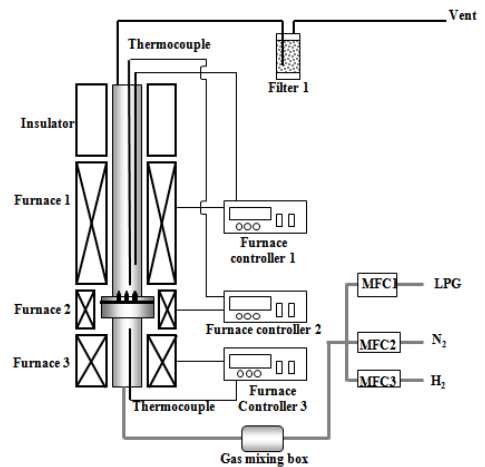 Vent
Thermocouple
Filter 1
Insulator
Furnace 1
Furnace
controller 1
MFC1
LPG
Furnace 2
Furnace controller 2
MFC2
N₂
Furnace 3
MFC3
H₂
Furnace
Controller 3
Thermocouple
Gas mixing box